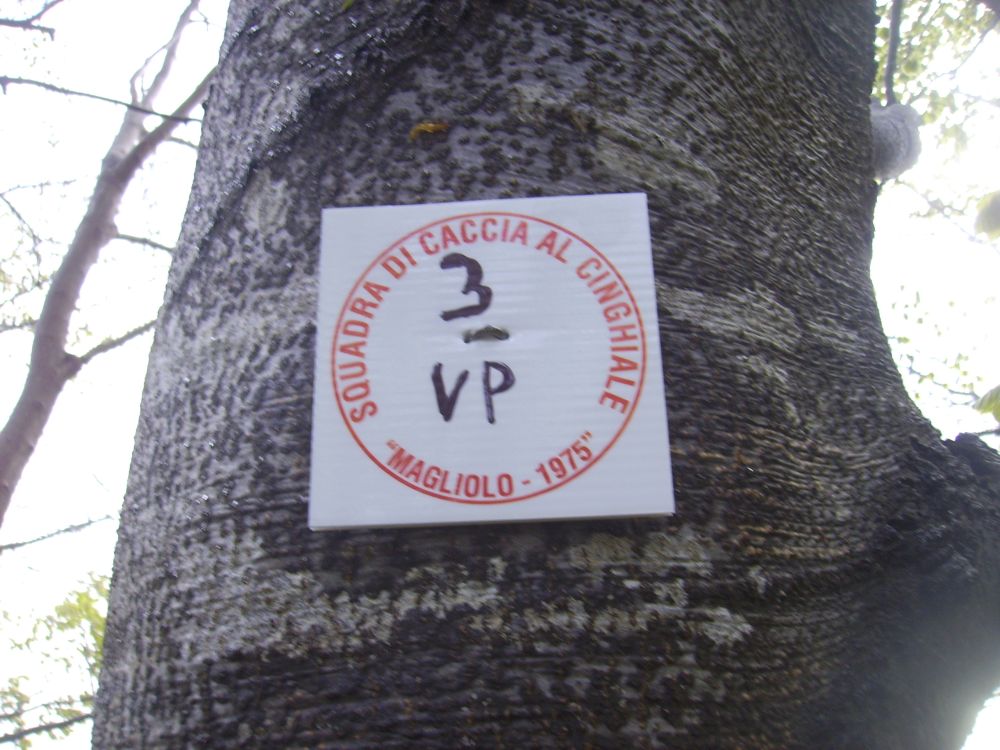 SQUADRA DI CACCIA AL CINGHIALE
3
VP
"MAGLIOLO - 1975"